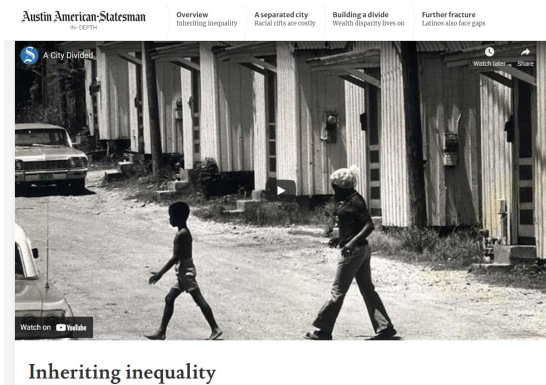 Austin American-Statesman
IN-DEPTH
Overview
Inheriting inequality
A separated city
Racial rifts are costly
Building a divide
Wealth disparity lives on
Further fracture
Latinos also face gaps
S A City Divided
Watch later
Share
Watch on YouTube
Inheriting inequality